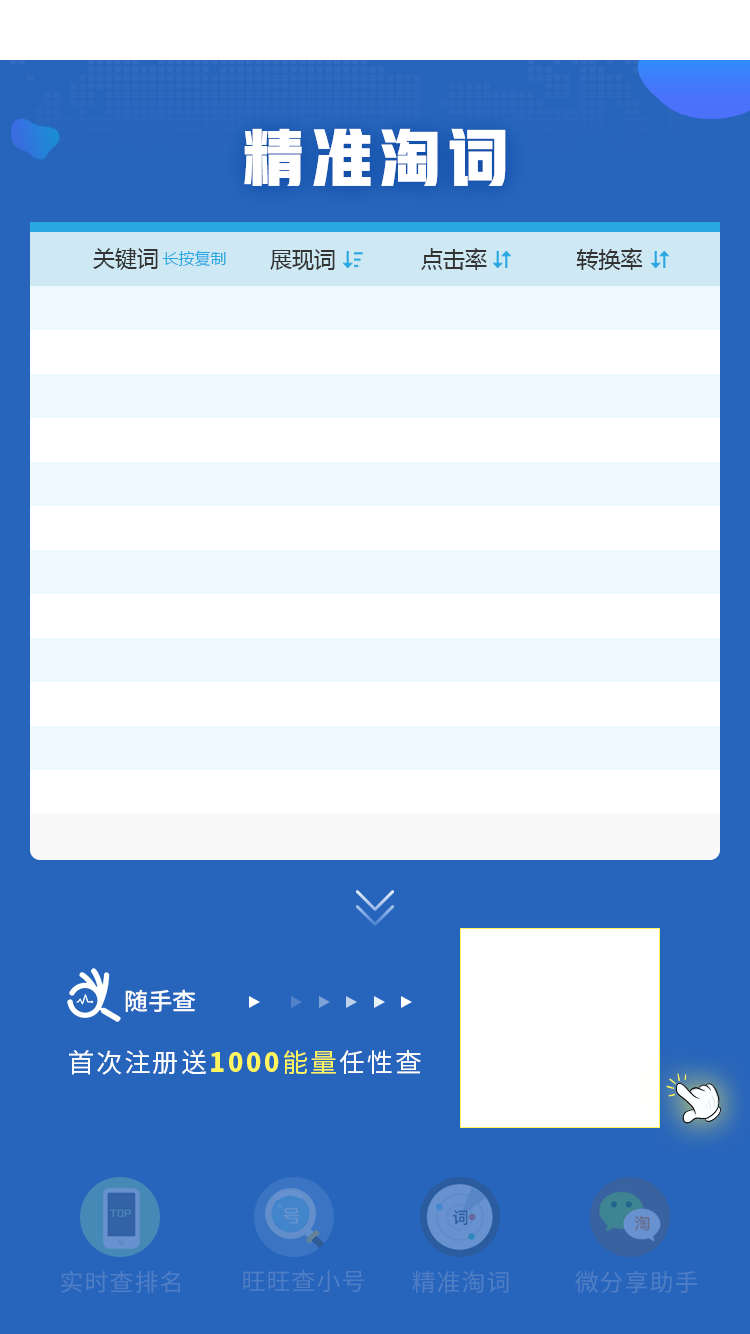 精准淘词
关键词 长按复制 展现词 点击率 转换率
随手查
首次注册送1000能量任性查
TOP 号 词 淘
实时查排名 旺旺查小号 精准淘词 微分享助手